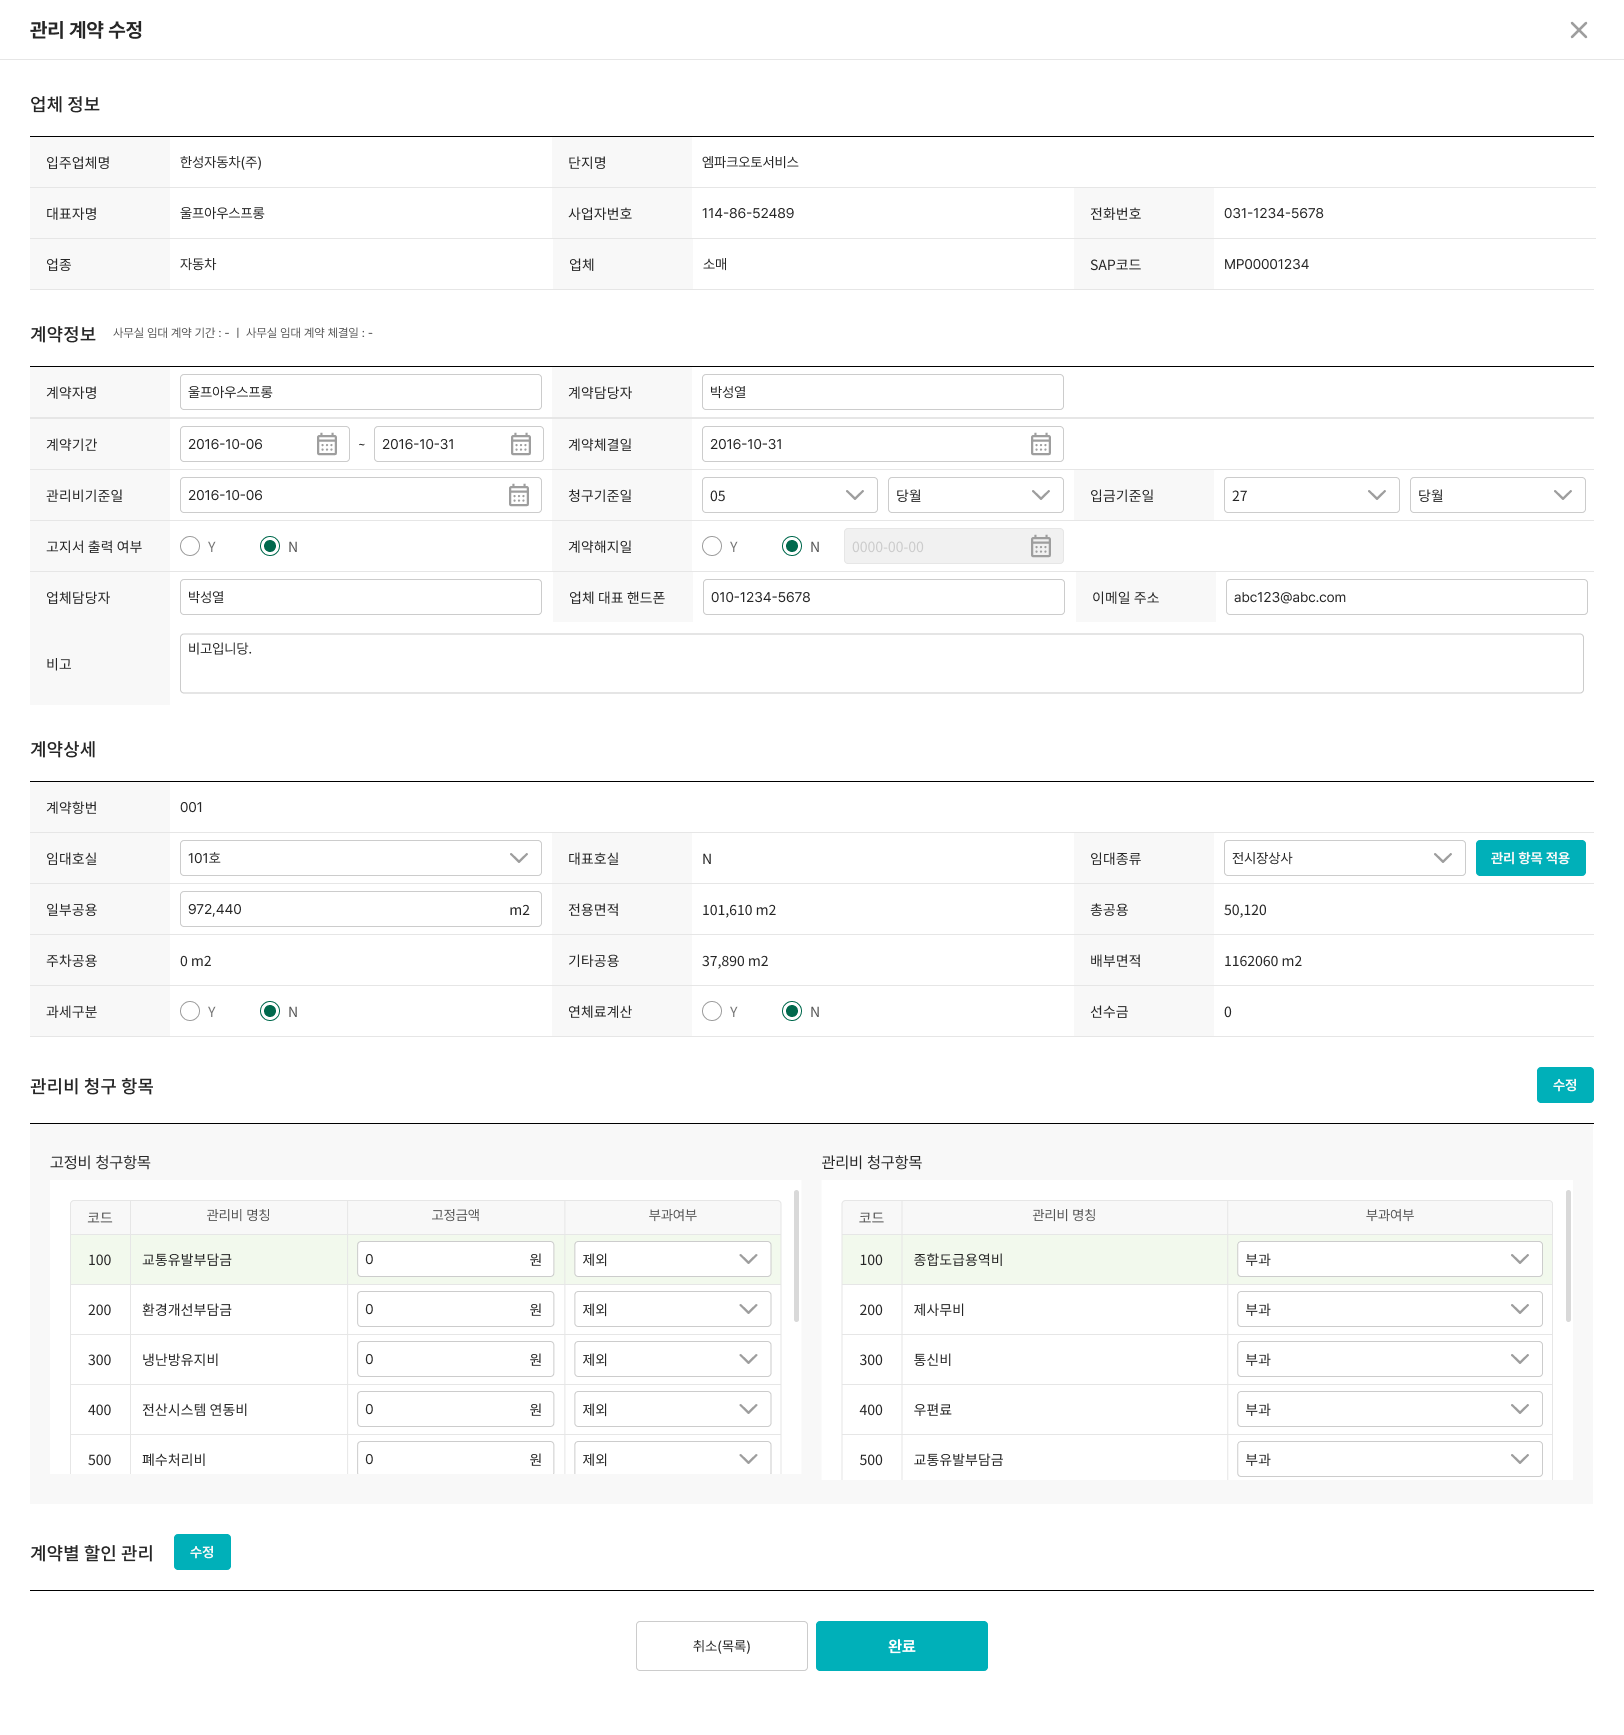 관리 계약 수정
업체 정보
입주업체명 한성자동차(주) 단지명 엠파크오토서비스
대표자명 울프아우스프롱 사업자번호 114-86-52489 전화번호 031-1234-5678
업종 자동차 업체 소매 SAP코드 MP00001234
계약정보 사무실 임대 계약 기간 : - | 사무실 임대 계약 체결일 : -
계약자명 울프아우스프롱 계약담당자 박성열
계약기간 2016-10-06 ~ 2016-10-31 계약체결일 2016-10-31
관리비기준일 2016-10-06 청구기준일 05 당월 입금기준일 27 당월
고지서 출력 여부 Y N 계약해지일 Y N 0000-00-00
업체담당자 박성열 업체 대표 핸드폰 010-1234-5678 이메일 주소 abc123@abc.com
비고 비고입니당.
계약상세
계약항번 001
임대호실 101호 대표호실 N 임대종류 전시장상사 관리 항목 적용
일부공용 972,440 m2 전용면적 101,610 m2 총공용 50,120
주차공용 0 m2 기타공용 37,890 m2 배부면적 1162060 m2
과세구분 Y N 연체료계산 Y N 선수금 0
관리비 청구 항목 수정
고정비 청구항목
코드 관리비 명칭 고정금액 부과여부
100 교통유발부담금 0 원 제외
200 환경개선부담금 0 원 제외
300 냉난방유지비 0 원 제외
400 전산시스템 연동비 0 원 제외
500 폐수처리비 0 원 제외
관리비 청구항목
코드 관리비 명칭 부과여부
100 종합도급용역비 부과
200 제사무비 부과
300 통신비 부과
400 우편료 부과
500 교통유발부담금 부과
계약별 할인 관리 수정
취소(목록) 완료